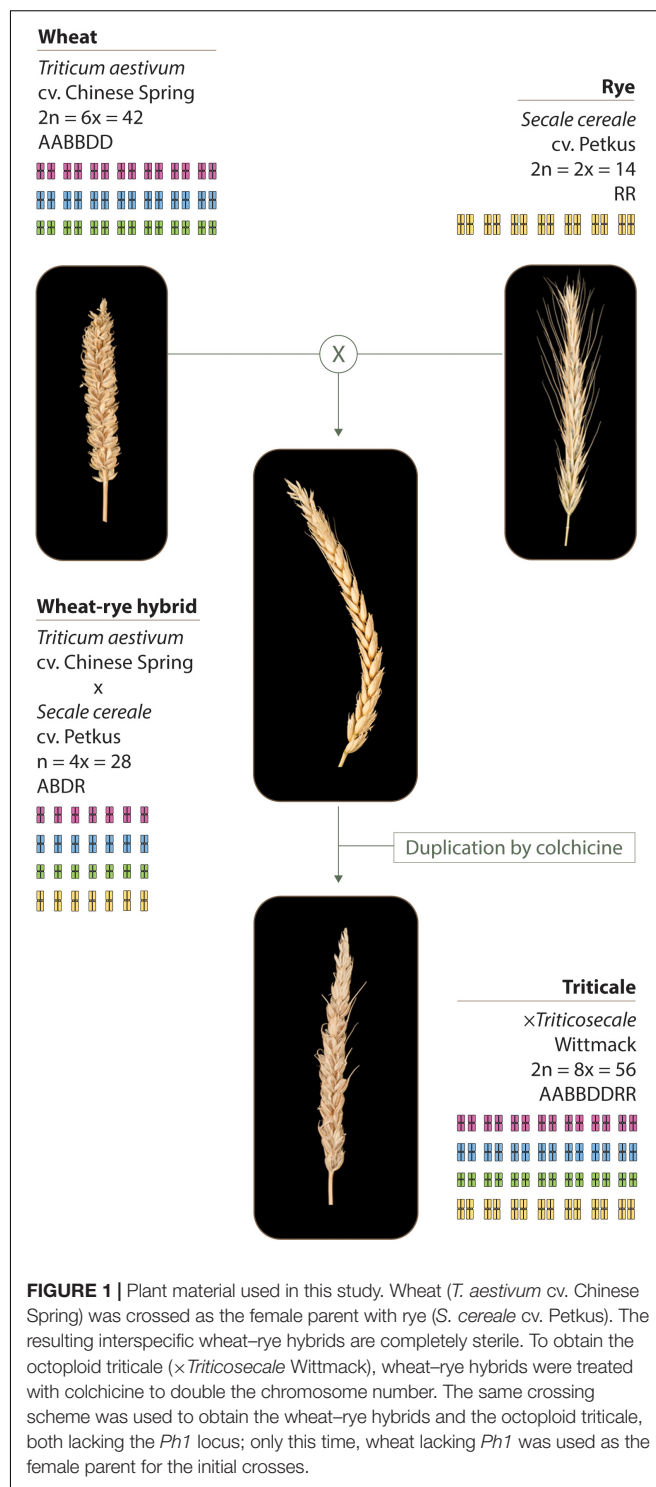 Wheat
Triticum aestivum
cv. Chinese Spring
2n = 6x = 42
AABBDD
Rye
Secale cereale
cv. Petkus
2n = 2x = 14
RR
X
Wheat-rye hybrid
Triticum aestivum
cv. Chinese Spring
x
Secale cereale
cv. Petkus
n = 4x = 28
ABDR
Duplication by colchicine
Triticale
×Triticosecale
Wittmack
2n = 8x = 56
AABBDDRR
FIGURE 1 | Plant material used in this study. Wheat (T. aestivum cv. Chinese
Spring) was crossed as the female parent with rye (S. cereale cv. Petkus). The
resulting interspecific wheat–rye hybrids are completely sterile. To obtain the
octoploid triticale (×Triticosecale Wittmack), wheat–rye hybrids were treated
with colchicine to double the chromosome number. The same crossing
scheme was used to obtain the wheat–rye hybrids and the octoploid triticale,
both lacking the Ph1 locus; only this time, wheat lacking Ph1 was used as the
female parent for the initial crosses.